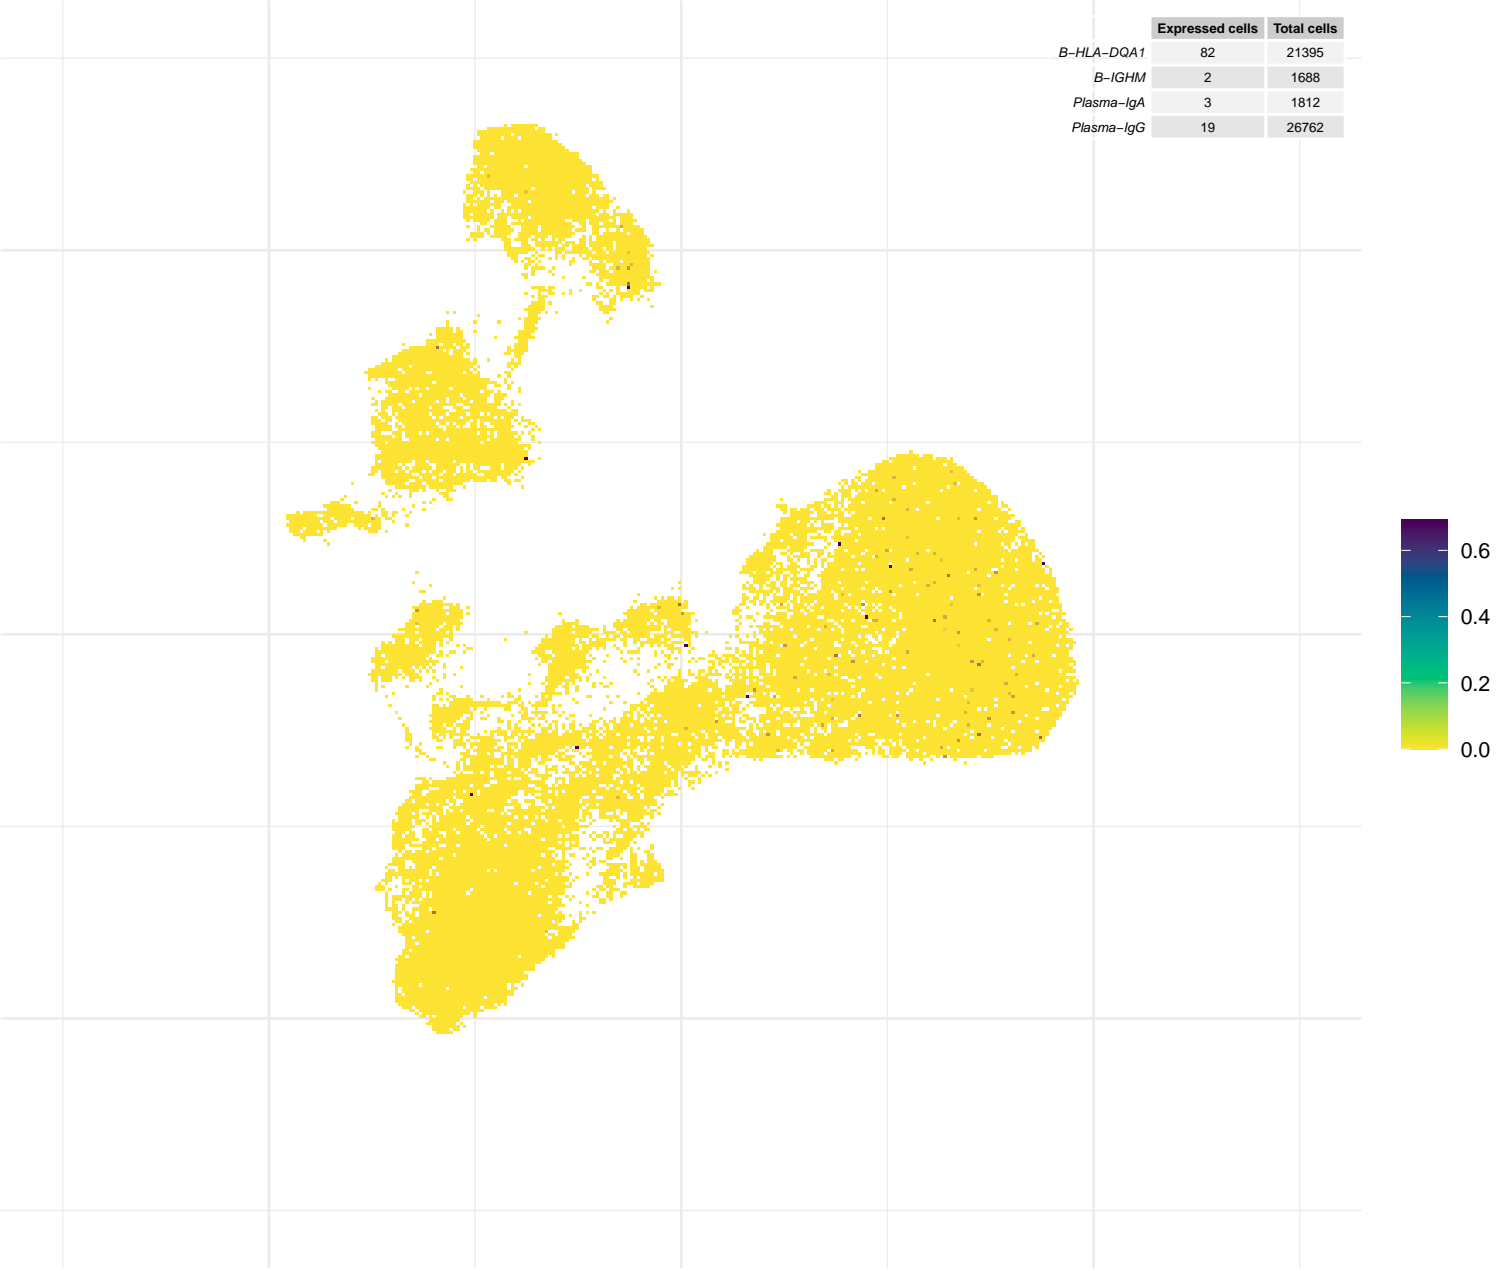 Expressed cells Total cells
B−HLA−DQA1 82 21395
B−IGHM 2 1688
Plasma−IgA 3 1812
Plasma−IgG 19 26762
0.6
0.4
0.2
0.0